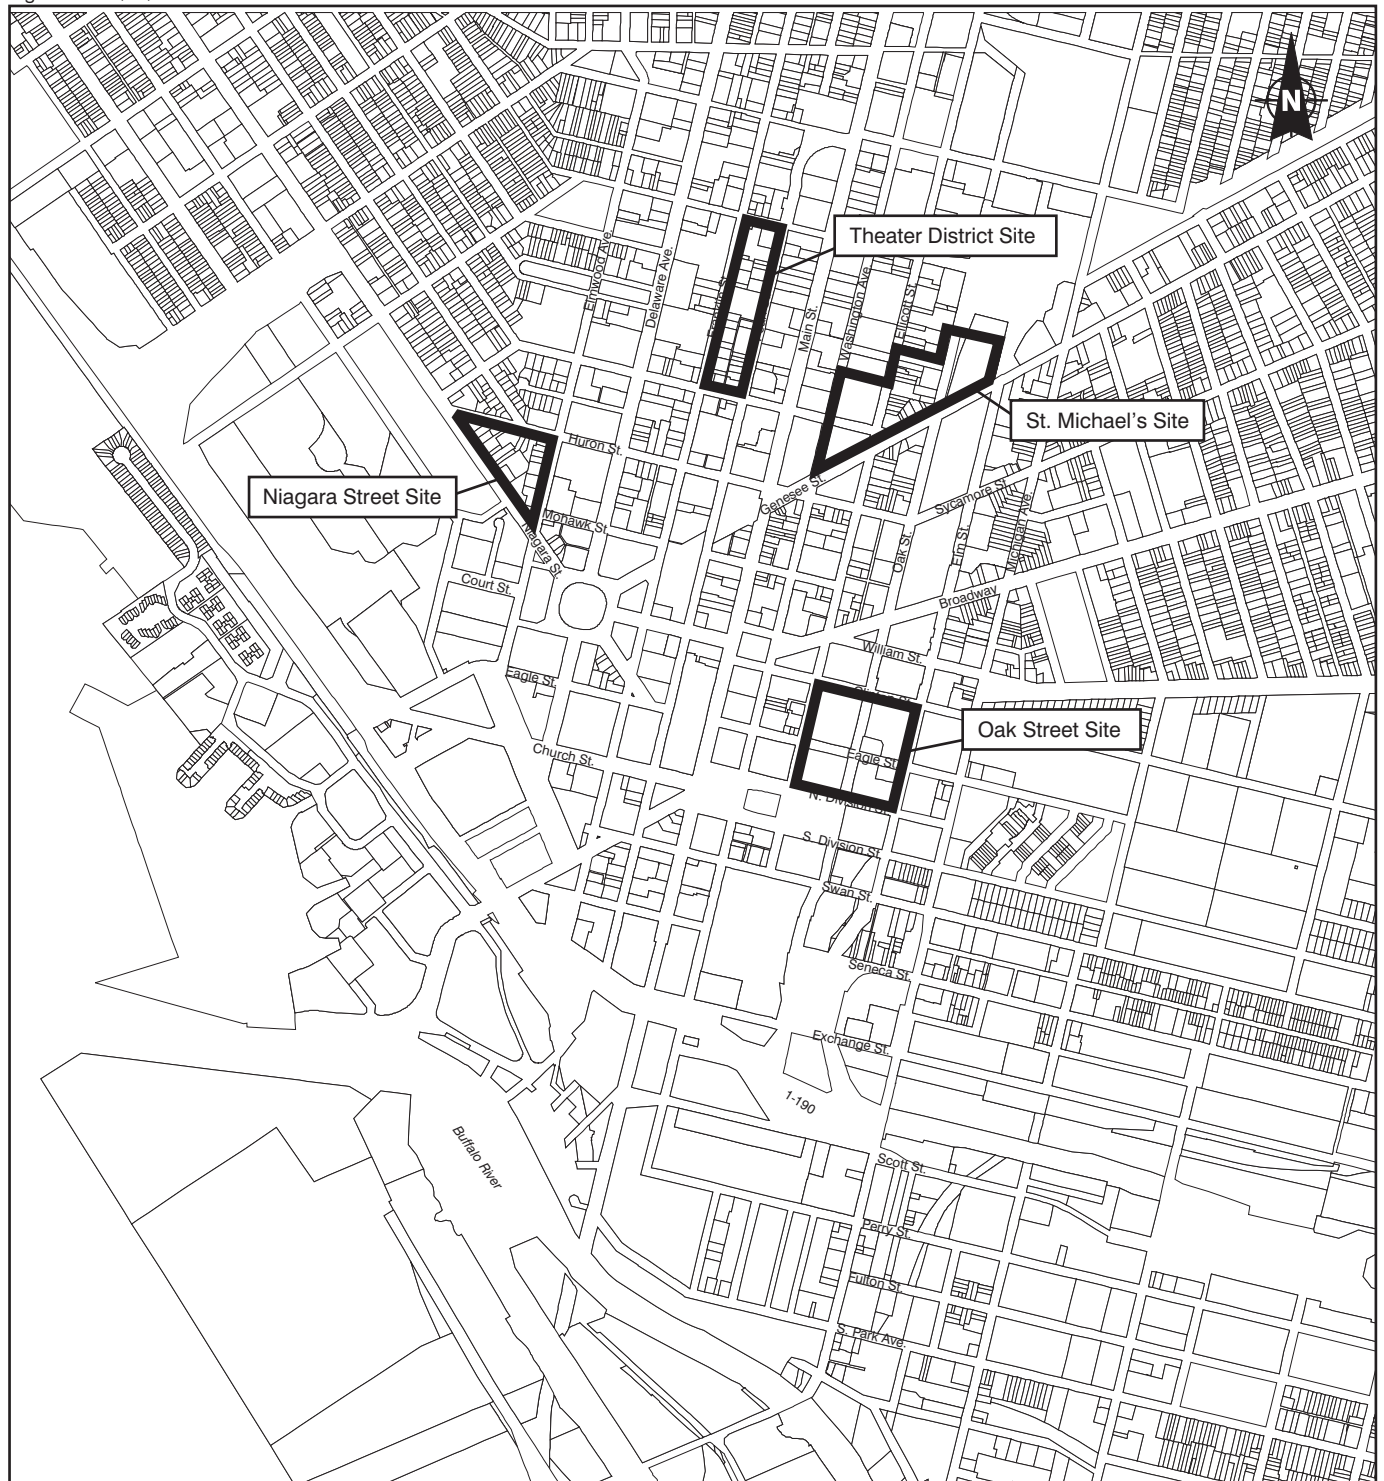 N
Theater District Site
Elmwood Ave.
Delaware Ave.
Main St.
Washington Ave.
Ellicott St.
St. Michael's Site
Huron St.
Niagara Street Site
Genesee St.
Sycamore St.
Mohawk St.
Niagara St.
Oak St.
Elm St.
Michigan Ave.
Court St.
Broadway
William St.
Eagle St.
Oak Street Site
Church St.
Eagle St.
N. Division St.
S. Division St.
Swan St.
Seneca St.
Exchange St.
1-190
Buffalo River
Scott St.
Perry St.
Fulton St.
S. Park Ave.